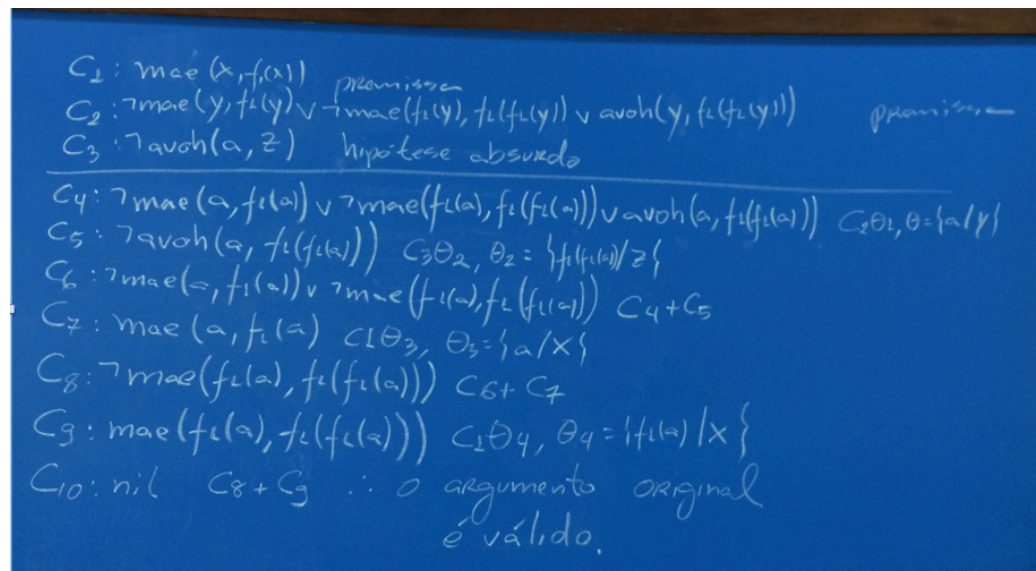 C1: mae(x, f1(x)) premissa
C2: ¬mae(y, f1(y) ∨ ¬mae(f1(y), f1(f1(y)) ∨ avoh(y, f1(f1(y))) premissa
C3: ¬avoh(a, z) hipótese absurdo
C4: ¬mae(a, f1(a)) ∨ ¬mae(f1(a), f1(f1(a))) ∨ avoh(a, f1(f1(a))) C2θ1, θ={a/y}
C5: ¬avoh(a, f1(f1(a))) C3θ2, θ2 = {f1(f1(a))/z}
C6: ¬mae(a, f1(a)) ∨ ¬mae(f1(a), f1(f1(a))) C4+C5
C7: mae(a, f1(a) C1θ3, θ3={a/x}
C8: ¬mae(f1(a), f1(f1(a))) C6+C7
C9: mae(f1(a), f1(f1(a))) C1θ4, θ4={f1(a)/x}
C10: nil C8+C9 ∴ o argumento original
é válido.